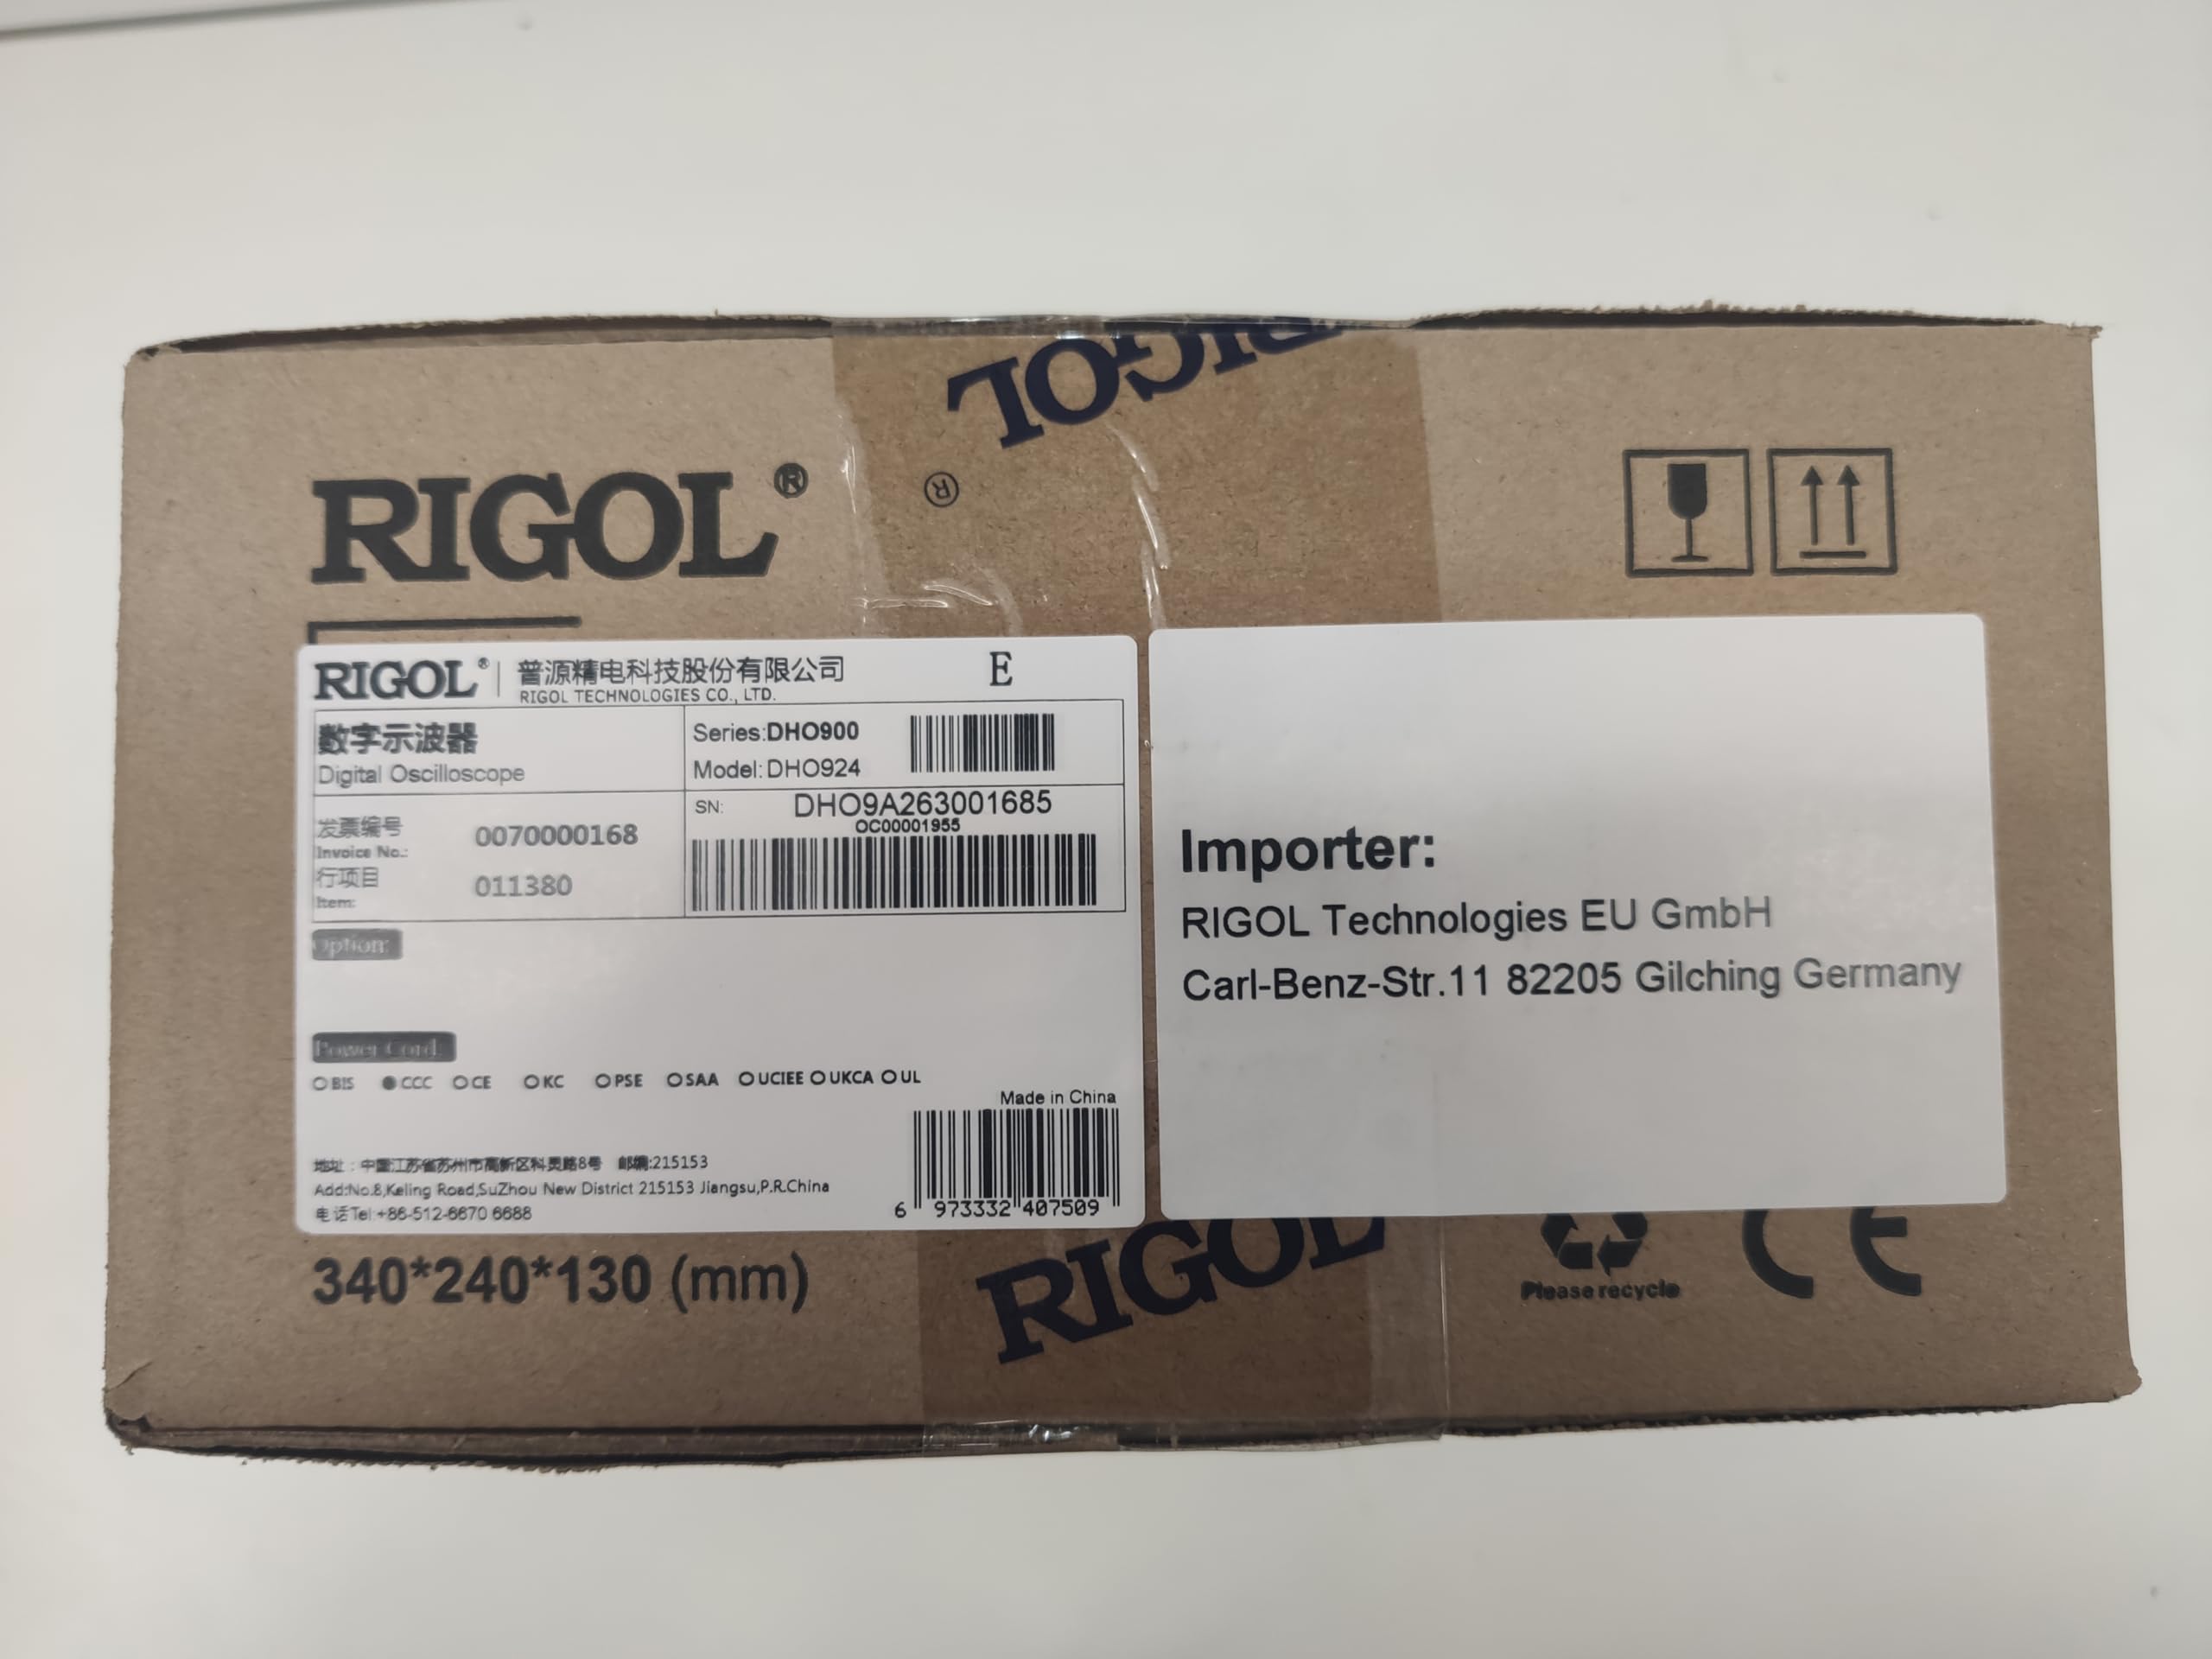 RIGOL
RIGOL®
®
RIGOL® 普源精电科技股份有限公司 E
RIGOL TECHNOLOGIES CO., LTD.
数字示波器
Digital Oscilloscope
Series:DHO900
Model:DHO924
发票编号
Invoice No.:
0070000168
行项目
Item:
011380
SN: DHO9A263001685
OC00001955
Option:
Power Cord:
BIS CCC CE KC PSE SAA UCIEE UKCA UL
Made in China
地址:中国江苏省苏州市高新区科灵路8号 邮编:215153
Add:No.8,Keling Road,SuZhou New District 215153 Jiangsu,P.R.China
电话Tel:+86-512-6670 6688
6 973332 407509
Importer:
RIGOL Technologies EU GmbH
Carl-Benz-Str.11 82205 Gilching Germany
340*240*130 (mm)
RIGOL
Please recycle
CE